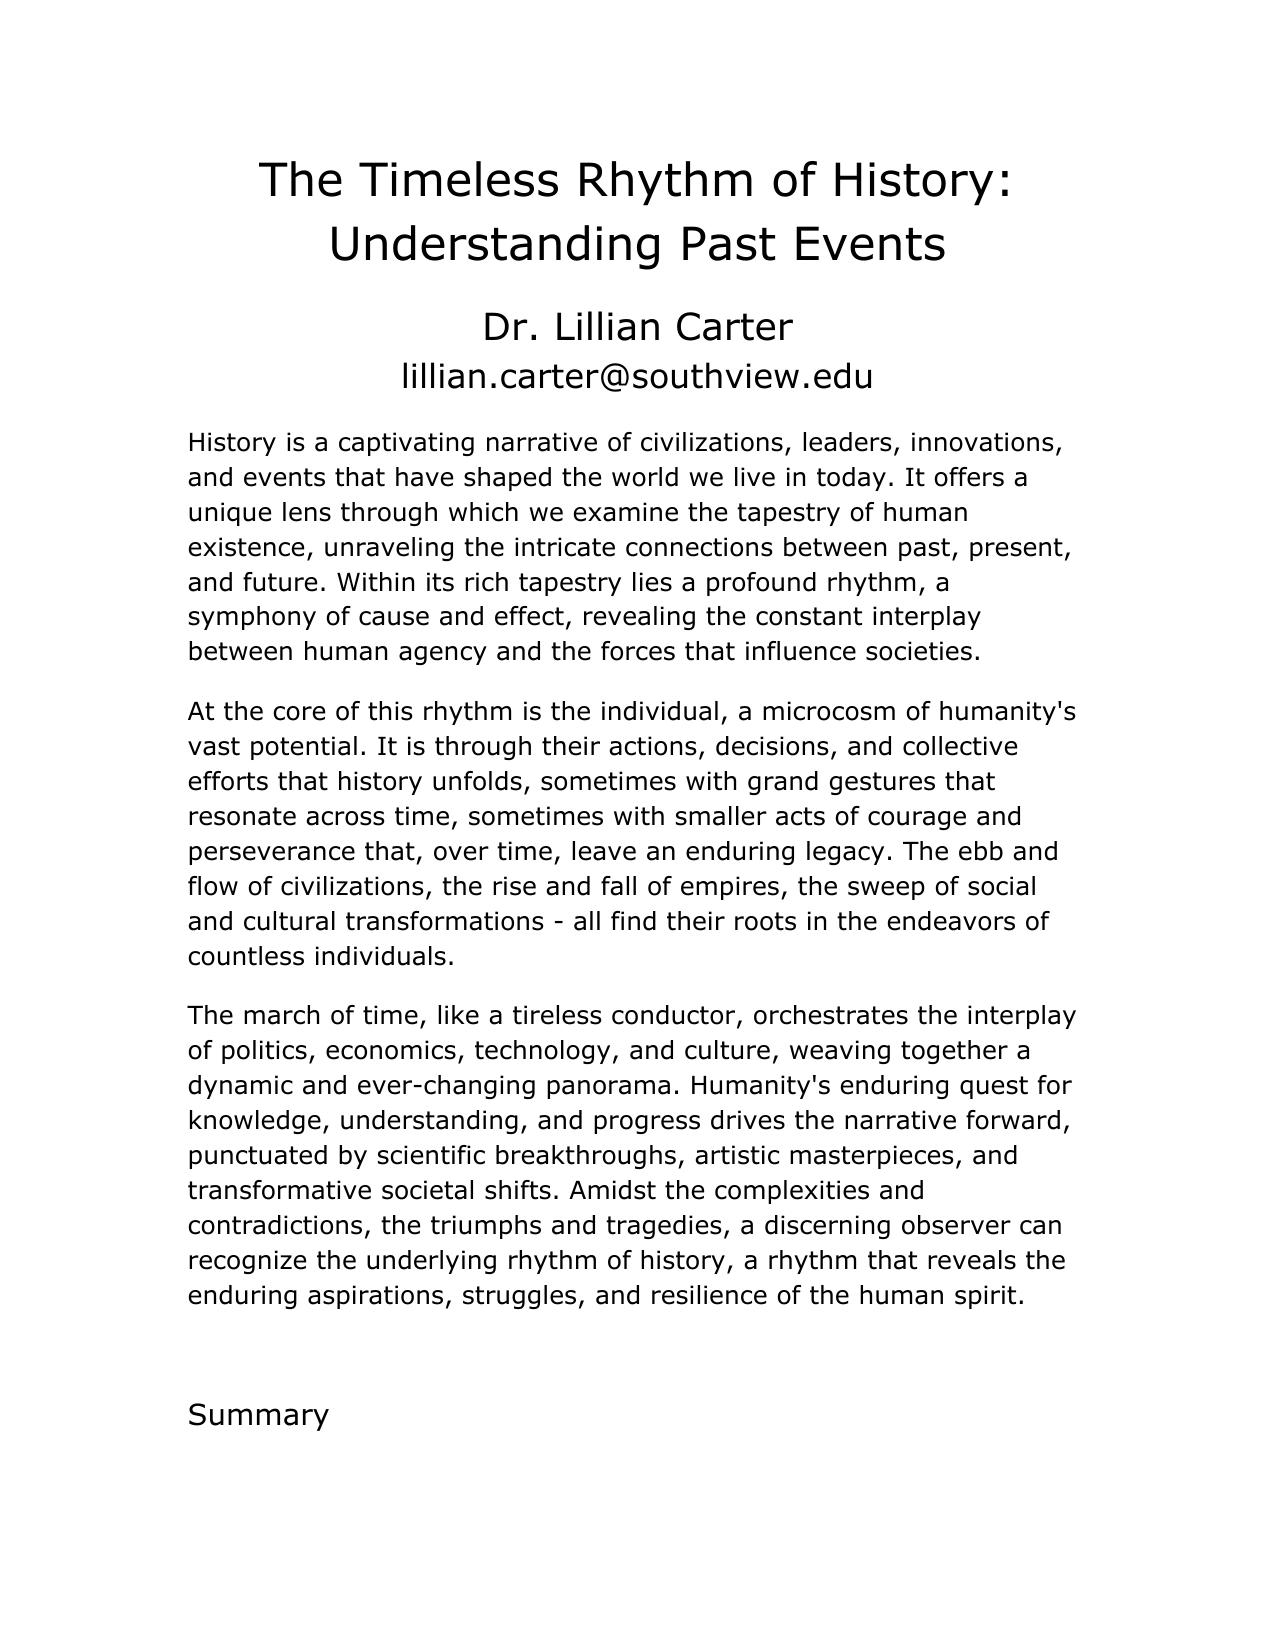 The Timeless Rhythm of History:
Understanding Past Events
Dr. Lillian Carter
lillian.carter@southview.edu
History is a captivating narrative of civilizations, leaders, innovations,
and events that have shaped the world we live in today. It offers a
unique lens through which we examine the tapestry of human
existence, unraveling the intricate connections between past, present,
and future. Within its rich tapestry lies a profound rhythm, a
symphony of cause and effect, revealing the constant interplay
between human agency and the forces that influence societies.
At the core of this rhythm is the individual, a microcosm of humanity's
vast potential. It is through their actions, decisions, and collective
efforts that history unfolds, sometimes with grand gestures that
resonate across time, sometimes with smaller acts of courage and
perseverance that, over time, leave an enduring legacy. The ebb and
flow of civilizations, the rise and fall of empires, the sweep of social
and cultural transformations - all find their roots in the endeavors of
countless individuals.
The march of time, like a tireless conductor, orchestrates the interplay
of politics, economics, technology, and culture, weaving together a
dynamic and ever-changing panorama. Humanity's enduring quest for
knowledge, understanding, and progress drives the narrative forward,
punctuated by scientific breakthroughs, artistic masterpieces, and
transformative societal shifts. Amidst the complexities and
contradictions, the triumphs and tragedies, a discerning observer can
recognize the underlying rhythm of history, a rhythm that reveals the
enduring aspirations, struggles, and resilience of the human spirit.
Summary